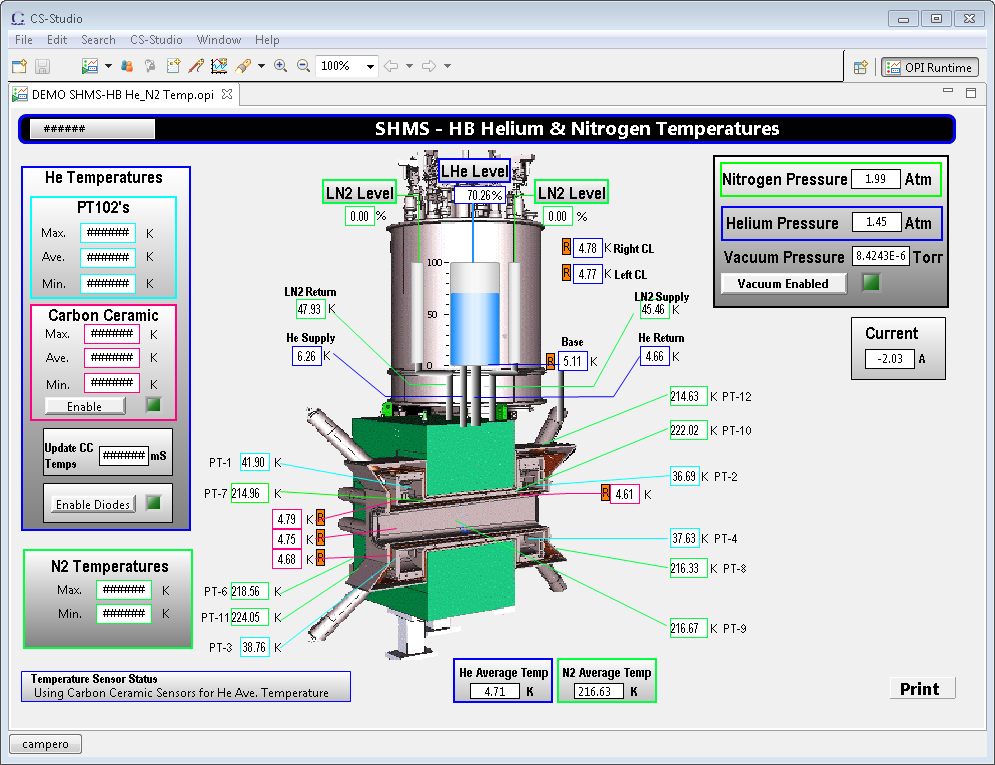 CS-Studio
File Edit Search CS-Studio Window Help
100% OPI Runtime
DEMO SHMS-HB He_N2 Temp.opi
###### SHMS - HB Helium & Nitrogen Temperatures
He Temperatures
PT102's
Max. ###### K
Ave. ###### K
Min. ###### K
Carbon Ceramic
Max. ###### K
Ave. ###### K
Min. ###### K
Enable
Update CC Temps ###### mS
Enable Diodes
N2 Temperatures
Max. ###### K
Min. ###### K
Temperature Sensor Status
Using Carbon Ceramic Sensors for He Ave. Temperature
LHe Level
70.26%
LN2 Level
0.00 %
LN2 Level
0.00 %
R 4.78 K Right CL
R 4.77 K Left CL
100
50
0
LN2 Return
47.93 K
He Supply
6.26 K
LN2 Supply
45.46 K
Base
R 5.11 K
He Return
4.66 K
214.63 K PT-12
222.02 K PT-10
PT-1 41.90 K
36.69 K PT-2
PT-7 214.96 K
R 4.61 K
4.79 K R
4.75 K R
4.68 K R
37.63 K PT-4
216.33 K PT-8
PT-6 218.56 K
PT-11 224.05 K
216.67 K PT-9
PT-3 38.76 K
He Average Temp
4.71 K
N2 Average Temp
216.63 K
Nitrogen Pressure 1.99 Atm
Helium Pressure 1.45 Atm
Vacuum Pressure 8.4243E-6 Torr
Vacuum Enabled
Current
-2.03 A
Print
campero